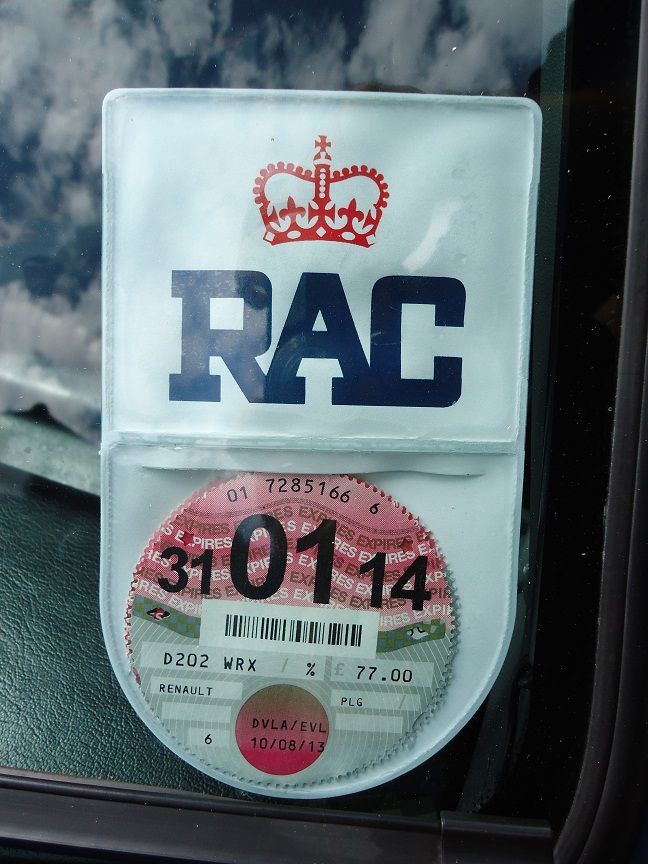 RAC
01 7285166 6
31 01 14
D202 WRX / % £ 77.00
RENAULT PLG /
DVLA/EVL
6 10/08/13